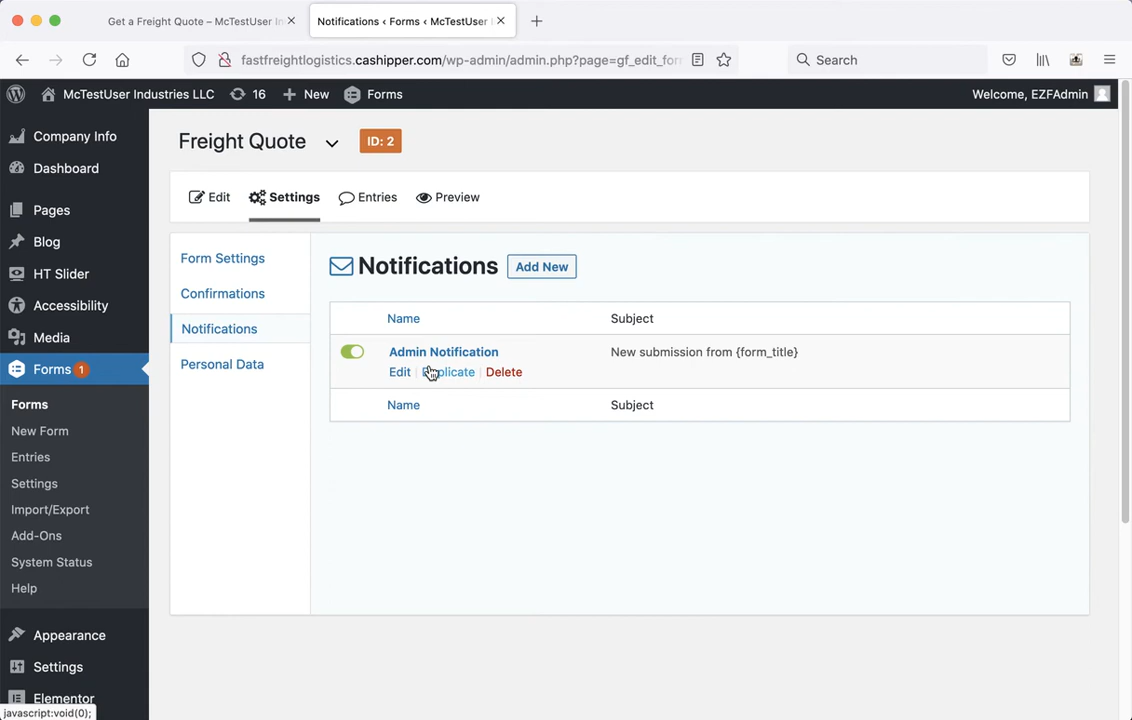 Get a Freight Quote – McTestUser In
Notifications ‹ Forms ‹ McTestUser I
fastfreightlogistics.cashipper.com/wp-admin/admin.php?page=gf_edit_for
Search
McTestUser Industries LLC
16
New
Forms
Welcome, EZFAdmin
Company Info
Dashboard
Pages
Blog
HT Slider
Accessibility
Media
Forms 1
Forms
New Form
Entries
Settings
Import/Export
Add-Ons
System Status
Help
Appearance
Settings
Elementor
javascript:void(0);
Freight Quote
ID: 2
Edit
Settings
Entries
Preview
Form Settings
Confirmations
Notifications
Personal Data
Notifications
Add New
Name Subject
Admin Notification New submission from {form_title}
Edit | Duplicate | Delete
Name Subject